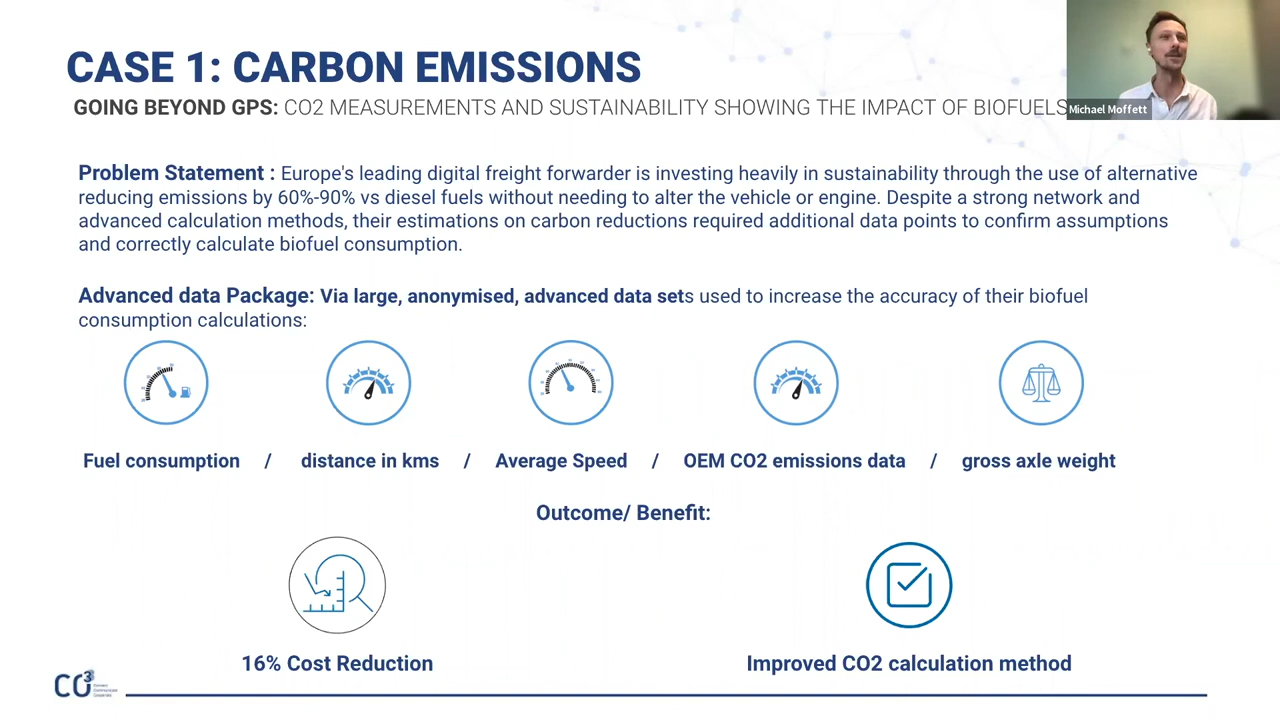 CASE 1: CARBON EMISSIONS
GOING BEYOND GPS: CO2 MEASUREMENTS AND SUSTAINABILITY SHOWING THE IMPACT OF BIOFUELS
Michael Moffett
Problem Statement : Europe's leading digital freight forwarder is investing heavily in sustainability through the use of alternative
reducing emissions by 60%-90% vs diesel fuels without needing to alter the vehicle or engine. Despite a strong network and
advanced calculation methods, their estimations on carbon reductions required additional data points to confirm assumptions
and correctly calculate biofuel consumption.
Advanced data Package: Via large, anonymised, advanced data sets used to increase the accuracy of their biofuel
consumption calculations:
Fuel consumption / distance in kms / Average Speed / OEM CO2 emissions data / gross axle weight
Outcome/ Benefit:
16% Cost Reduction Improved CO2 calculation method
CO3